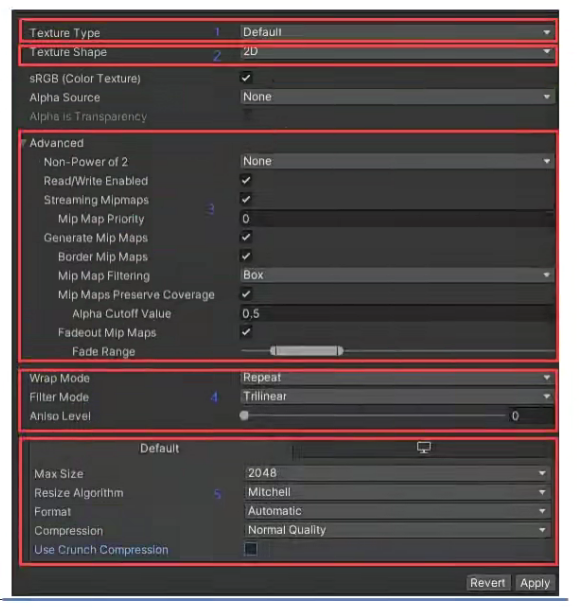 Texture Type 1 Default
Texture Shape 2 2D
sRGB (Color Texture)
Alpha Source None
Alpha Is Transparency
Advanced
Non-Power of 2 None
Read/Write Enabled
Streaming Mipmaps
3
Mip Map Priority 0
Generate Mip Maps
Border Mip Maps
Mip Map Filtering Box
Mip Maps Preserve Coverage
Alpha Cutoff Value 0.5
Fadeout Mip Maps
Fade Range
Wrap Mode Repeat
Filter Mode 4 Trilinear
Aniso Level 0
Default
Max Size 2048
Resize Algorithm 5 Mitchell
Format Automatic
Compression Normal Quality
Use Crunch Compression
Revert Apply